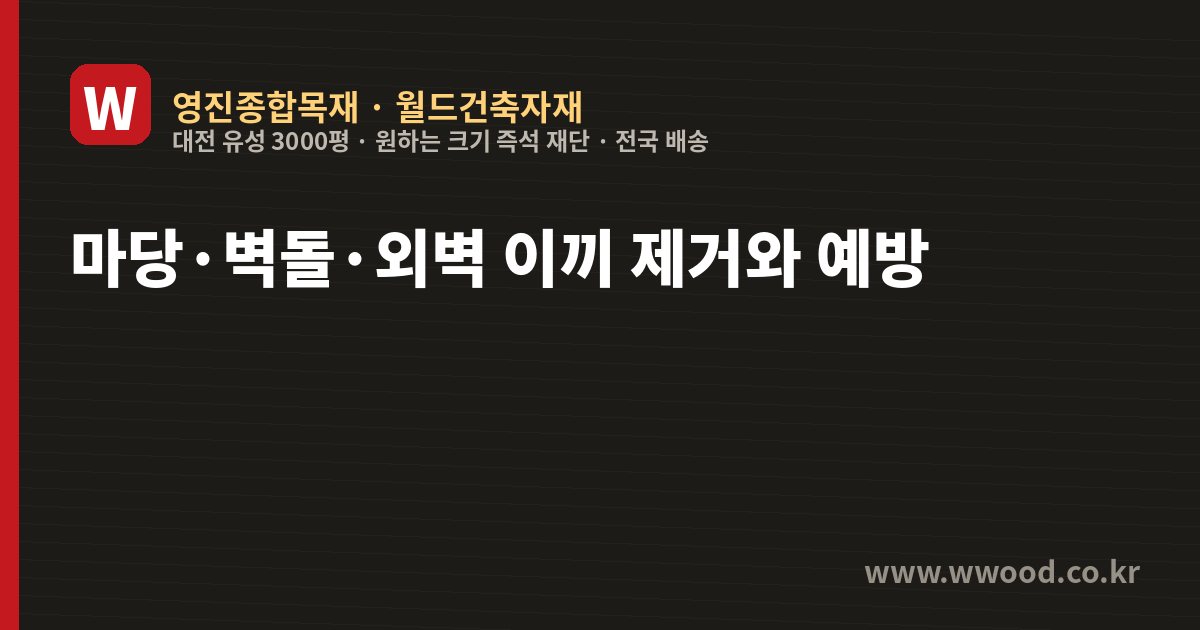 W
영진종합목재 · 월드건축자재
대전 유성 3000평 · 원하는 크기 즉석 재단 · 전국 배송
마당·벽돌·외벽 이끼 제거와 예방
www.wwood.co.kr